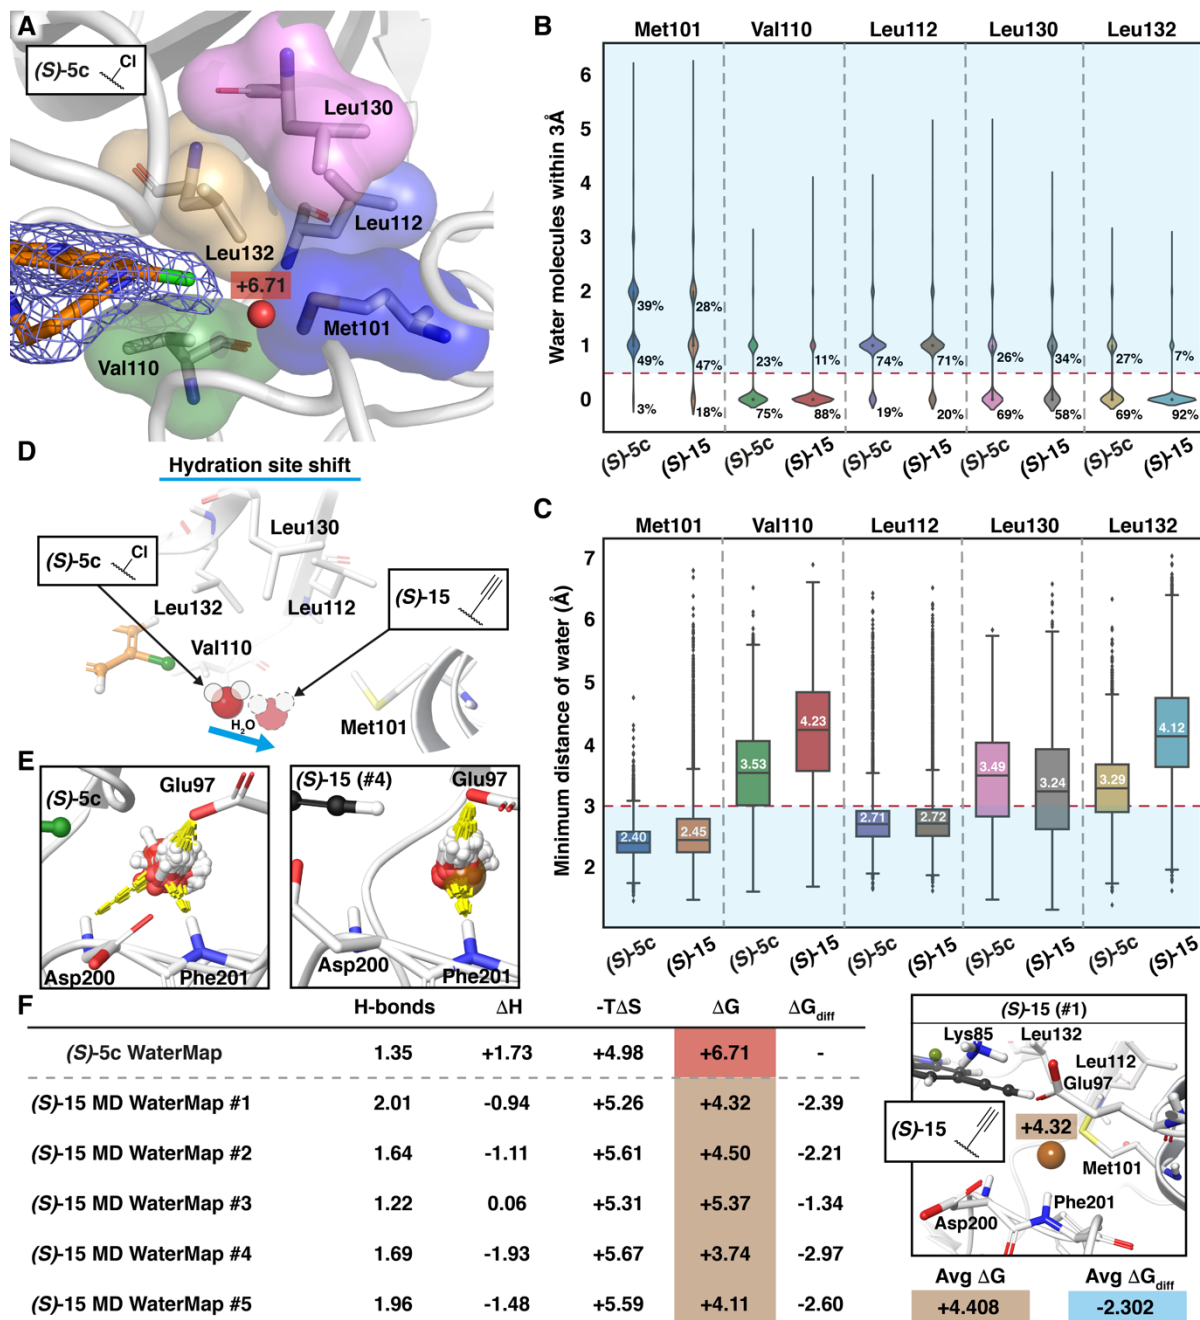 A
(S)-5c Cl
Leu130
Leu112
Leu132
+6.71
Met101
Val110
B
Met101 Val110 Leu112 Leu130 Leu132
Water molecules within 3Å
6
5
4
3
2
1
0
39% 28%
49% 47% 23% 11% 74% 71% 26% 34% 27% 7%
3% 18% 75% 88% 19% 20% 69% 58% 69% 92%
(S)-5c (S)-15 (S)-5c (S)-15 (S)-5c (S)-15 (S)-5c (S)-15 (S)-5c (S)-15
C
Met101 Val110 Leu112 Leu130 Leu132
Minimum distance of water (Å)
7
6
5
4
3
2
2.40 2.45 3.53 4.23 2.71 2.72 3.49 3.24 3.29 4.12
(S)-5c (S)-15 (S)-5c (S)-15 (S)-5c (S)-15 (S)-5c (S)-15 (S)-5c (S)-15
D
Hydration site shift
Leu130
(S)-5c Cl
(S)-15
Leu132 Leu112
Val110
H₂O
Met101
E
(S)-5c
Glu97
Asp200 Phe201
(S)-15 (#4)
Glu97
Asp200 Phe201
F
H-bonds ΔH -TΔS ΔG ΔG_diff
(S)-5c WaterMap 1.35 +1.73 +4.98 +6.71 -
(S)-15 MD WaterMap #1 2.01 -0.94 +5.26 +4.32 -2.39
(S)-15 MD WaterMap #2 1.64 -1.11 +5.61 +4.50 -2.21
(S)-15 MD WaterMap #3 1.22 0.06 +5.31 +5.37 -1.34
(S)-15 MD WaterMap #4 1.69 -1.93 +5.67 +3.74 -2.97
(S)-15 MD WaterMap #5 1.96 -1.48 +5.59 +4.11 -2.60
(S)-15 (#1)
Lys85 Leu132
Leu112
Glu97
(S)-15
+4.32
Met101
Phe201
Asp200
Avg ΔG Avg ΔG_diff
+4.408 -2.302